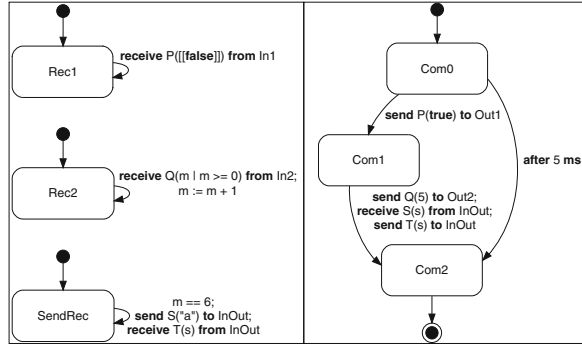 Rec1
receive P([[false]]) from In1
Rec2
receive Q(m | m >= 0) from In2;
m := m + 1
SendRec
m == 6;
send S("a") to InOut;
receive T(s) from InOut
Com0
send P(true) to Out1
Com1
after 5 ms
send Q(5) to Out2;
receive S(s) from InOut;
send T(s) to InOut
Com2